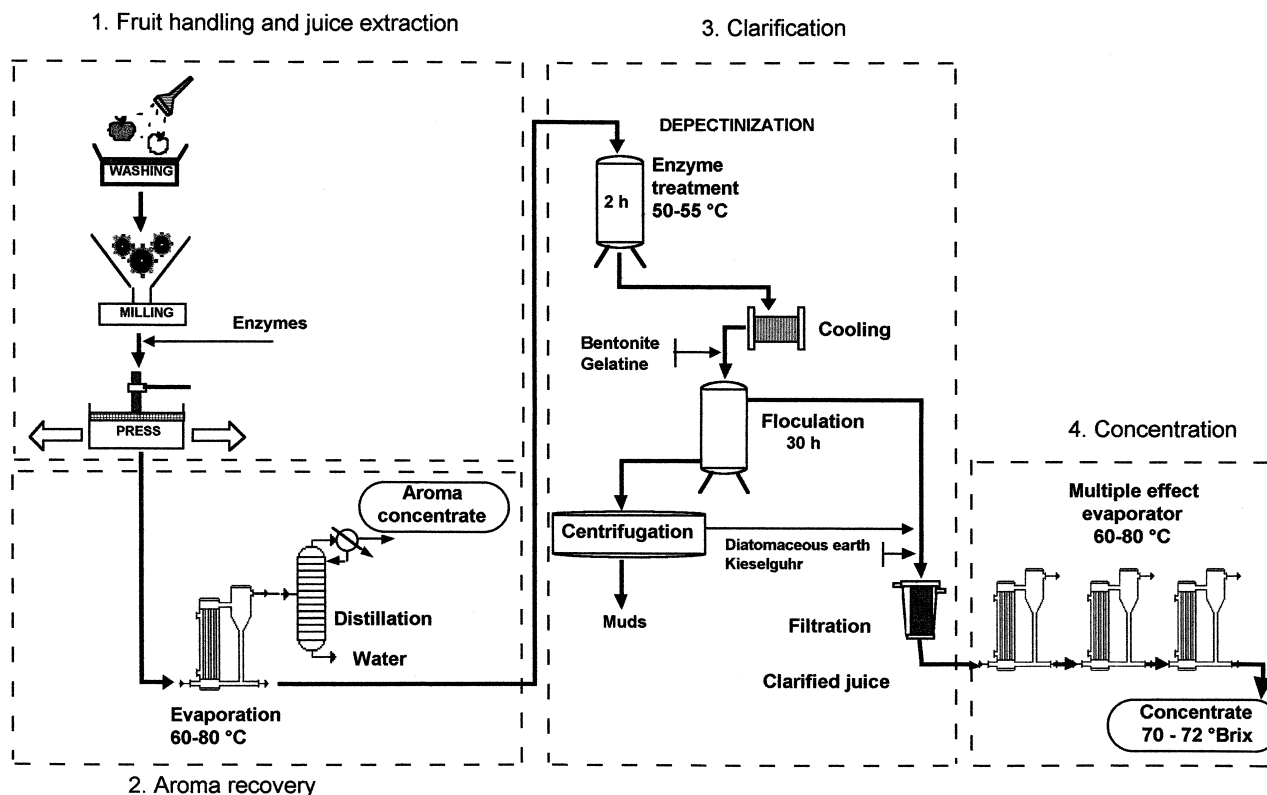 1. Fruit handling and juice extraction
WASHING
MILLING
Enzymes
PRESS
Aroma
concentrate
Distillation
Water
Evaporation
60-80 °C
2. Aroma recovery
3. Clarification
DEPECTINIZATION
Enzyme
treatment
50-55 °C
2 h
Cooling
Bentonite
Gelatine
Floculation
30 h
Centrifugation
Diatomaceous earth
Kieselguhr
Muds
Filtration
Clarified juice
4. Concentration
Multiple effect
evaporator
60-80 °C
Concentrate
70 - 72 °Brix